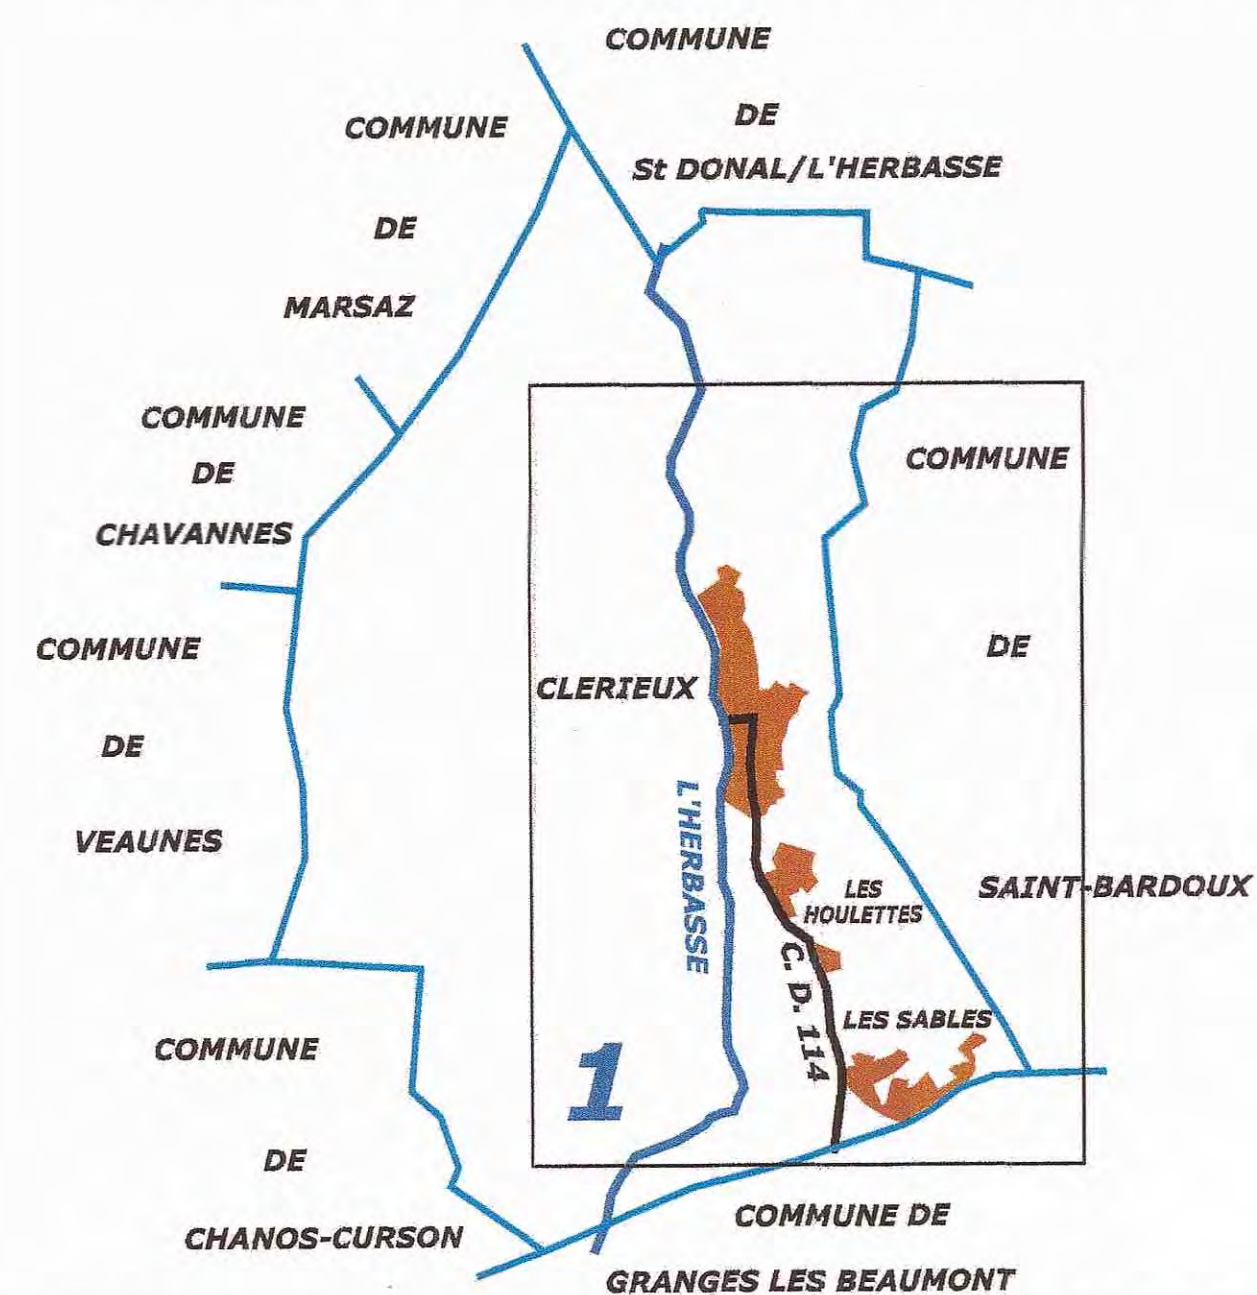 COMMUNE
DE
St DONAL/L'HERBASSE
COMMUNE
DE
MARSAZ
COMMUNE
DE
CHAVANNES
COMMUNE
DE
VEAUNES
COMMUNE
DE
SAINT-BARDOUX
CLERIEUX
L'HERBASSE
LES
HOULETTES
C. D. 114
LES SABLES
1
COMMUNE
DE
CHANOS-CURSON
COMMUNE DE
GRANGES LES BEAUMONT